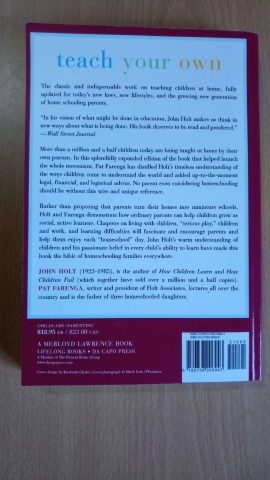 teach your own
The classic and indispensable work on teaching children at home, fully
updated for today's new laws, new lifestyles, and the growing new generation
of home schooling parents.
"In his vision of what might be done in education, John Holt makes us think in
new ways about what is being done. His book deserves to be read and pondered."
—Wall Street Journal
More than a million and a half children today are being taught at home by their
own parents. In this splendidly expanded edition of the book that helped launch
the whole movement, Pat Farenga has distilled Holt's timeless understanding of
the ways children come to understand the world and added up-to-the-moment
legal, financial, and logistical advice. No parent even considering homeschooling
should be without this wise and unique reference.
Rather than proposing that parents turn their homes into miniature schools,
Holt and Farenga demonstrate how ordinary parents can help children grow as
social, active learners. Chapters on living with children, "serious play," children
and work, and learning difficulties will fascinate and encourage parents and
help them enjoy each "homeschool" day. John Holt's warm understanding of
children and his passionate belief in every child's ability to learn have made this
book the bible of homeschooling families everywhere.
JOHN HOLT (1923-1985), is the author of How Children Learn and How
Children Fail (which together have sold over a million and a half copies).
PAT FARENGA, writer and president of Holt Associates, lectures all over the
country and is the father of three homeschooled daughters.
CHILDCARE/PARENTING
$18.95 US / $23.00 CAN
A MERLOYD LAWRENCE BOOK
LIFELONG BOOKS • DA CAPO PRESS
A Member of the Perseus Books Group